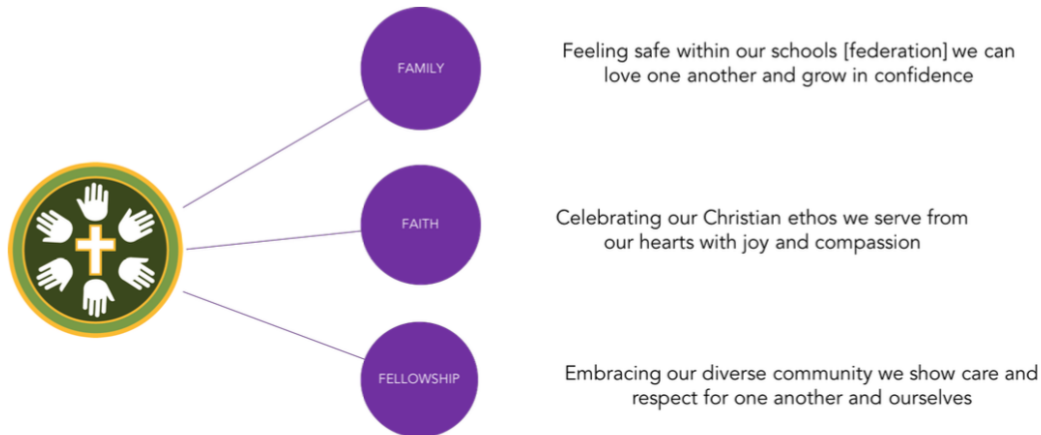 FAMILY
Feeling safe within our schools [federation] we can
love one another and grow in confidence
FAITH
Celebrating our Christian ethos we serve from
our hearts with joy and compassion
FELLOWSHIP
Embracing our diverse community we show care and
respect for one another and ourselves